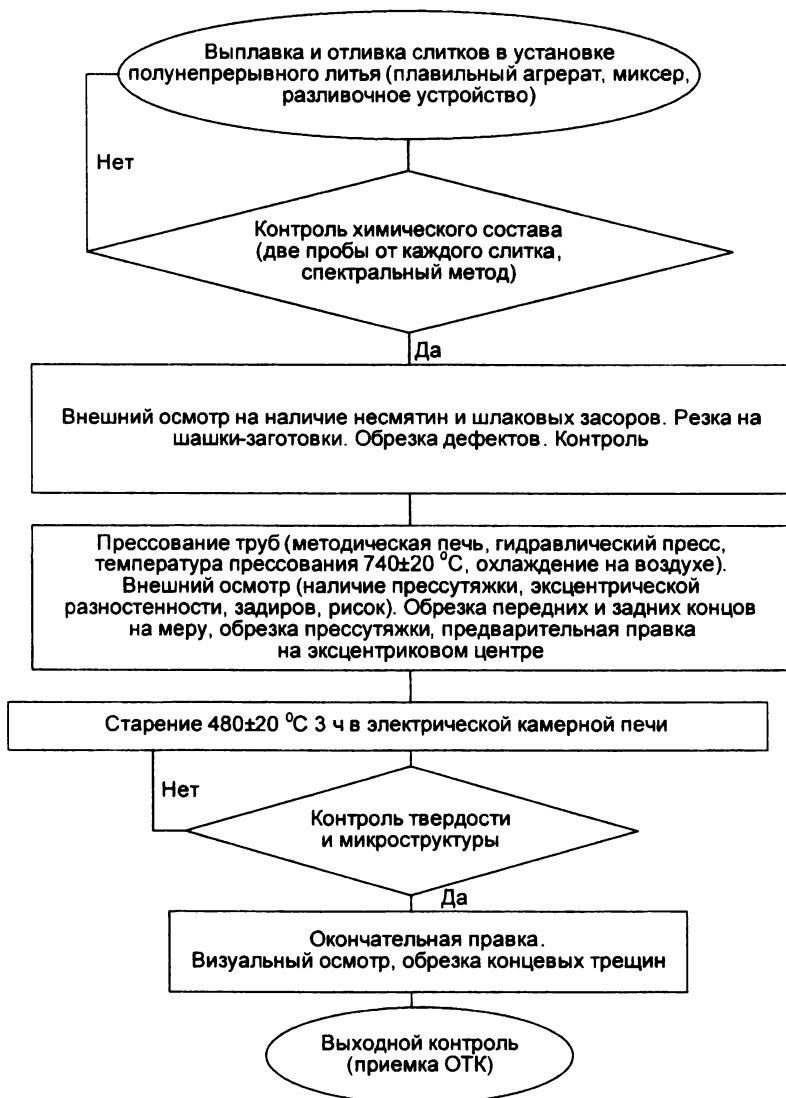 Выплавка и отливка слитков в установке
полунепрерывного литья (плавильный агрерат, миксер,
разливочное устройство)
Нет
Контроль химического состава
(две пробы от каждого слитка,
спектральный метод)
Да
Внешний осмотр на наличие несмятин и шлаковых засоров. Резка на
шашки-заготовки. Обрезка дефектов. Контроль
Прессование труб (методическая печь, гидравлический пресс,
температура прессования 740±20 ⁰С, охлаждение на воздухе).
Внешний осмотр (наличие прессутяжки, эксцентрической
разностенности, задиров, рисок). Обрезка передних и задних концов
на меру, обрезка прессутяжки, предварительная правка
на эксцентриковом центре
Старение 480±20 ⁰С 3 ч в электрической камерной печи
Нет
Контроль твердости
и микроструктуры
Да
Окончательная правка.
Визуальный осмотр, обрезка концевых трещин
Выходной контроль
(приемка ОТК)